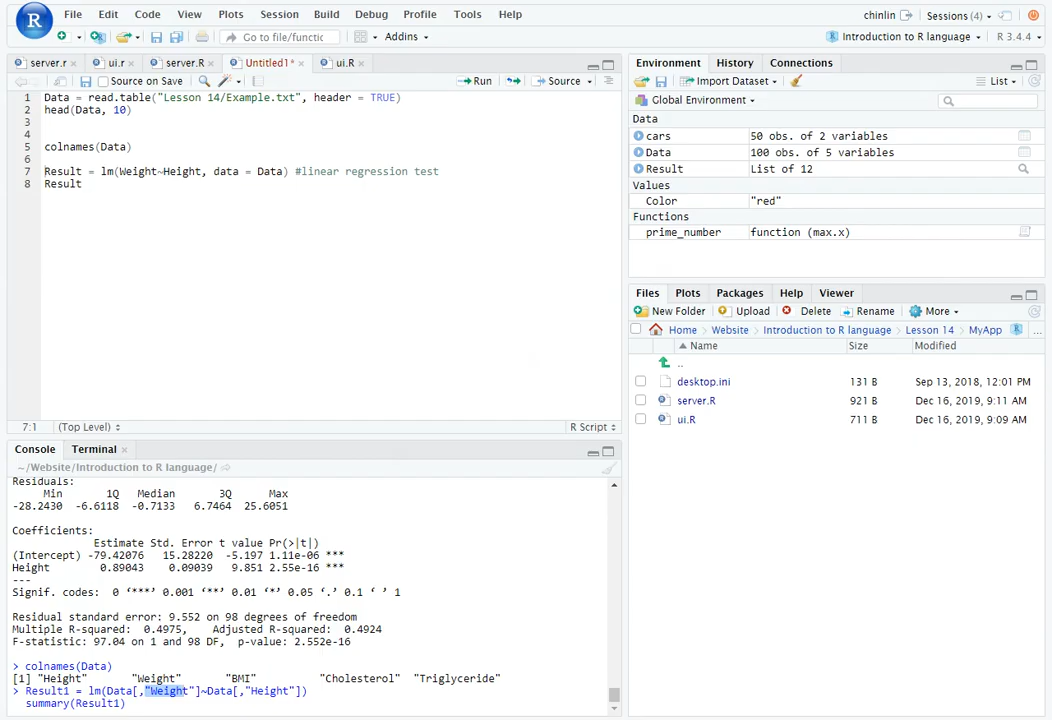 R File Edit Code View Plots Session Build Debug Profile Tools Help chinlin Sessions (4)
Go to file/functic Addins Introduction to R language R 3.4.4
server.r × ui.r × server.R × Untitled1* × ui.R ×
Source on Save Run Source
1 Data = read.table("Lesson 14/Example.txt", header = TRUE)
2 head(Data, 10)
3
4
5 colnames(Data)
6
7 Result = lm(Weight~Height, data = Data) #linear regression test
8 Result
7:1 (Top Level) R Script
Console Terminal ×
~/Website/Introduction to R language/
Residuals:
Min 1Q Median 3Q Max
-28.2430 -6.6118 -0.7133 6.7464 25.6051
Coefficients:
Estimate Std. Error t value Pr(>|t|)
(Intercept) -79.42076 15.28220 -5.197 1.11e-06 ***
Height 0.89043 0.09039 9.851 2.55e-16 ***
---
Signif. codes: 0 ‘***’ 0.001 ‘**’ 0.01 ‘*’ 0.05 ‘.’ 0.1 ‘ ’ 1
Residual standard error: 9.552 on 98 degrees of freedom
Multiple R-squared: 0.4975, Adjusted R-squared: 0.4924
F-statistic: 97.04 on 1 and 98 DF, p-value: 2.552e-16
> colnames(Data)
[1] "Height" "Weight" "BMI" "Cholesterol" "Triglyceride"
> Result1 = lm(Data[,"Weight"]~Data[,"Height"])
summary(Result1)
Environment History Connections
Import Dataset List
Global Environment
Data
cars 50 obs. of 2 variables
Data 100 obs. of 5 variables
Result List of 12
Values
Color "red"
Functions
prime_number function (max.x)
Files Plots Packages Help Viewer
New Folder Upload Delete Rename More
Home > Website > Introduction to R language > Lesson 14 > MyApp ...
Name Size Modified
..
desktop.ini 131 B Sep 13, 2018, 12:01 PM
server.R 921 B Dec 16, 2019, 9:11 AM
ui.R 711 B Dec 16, 2019, 9:09 AM